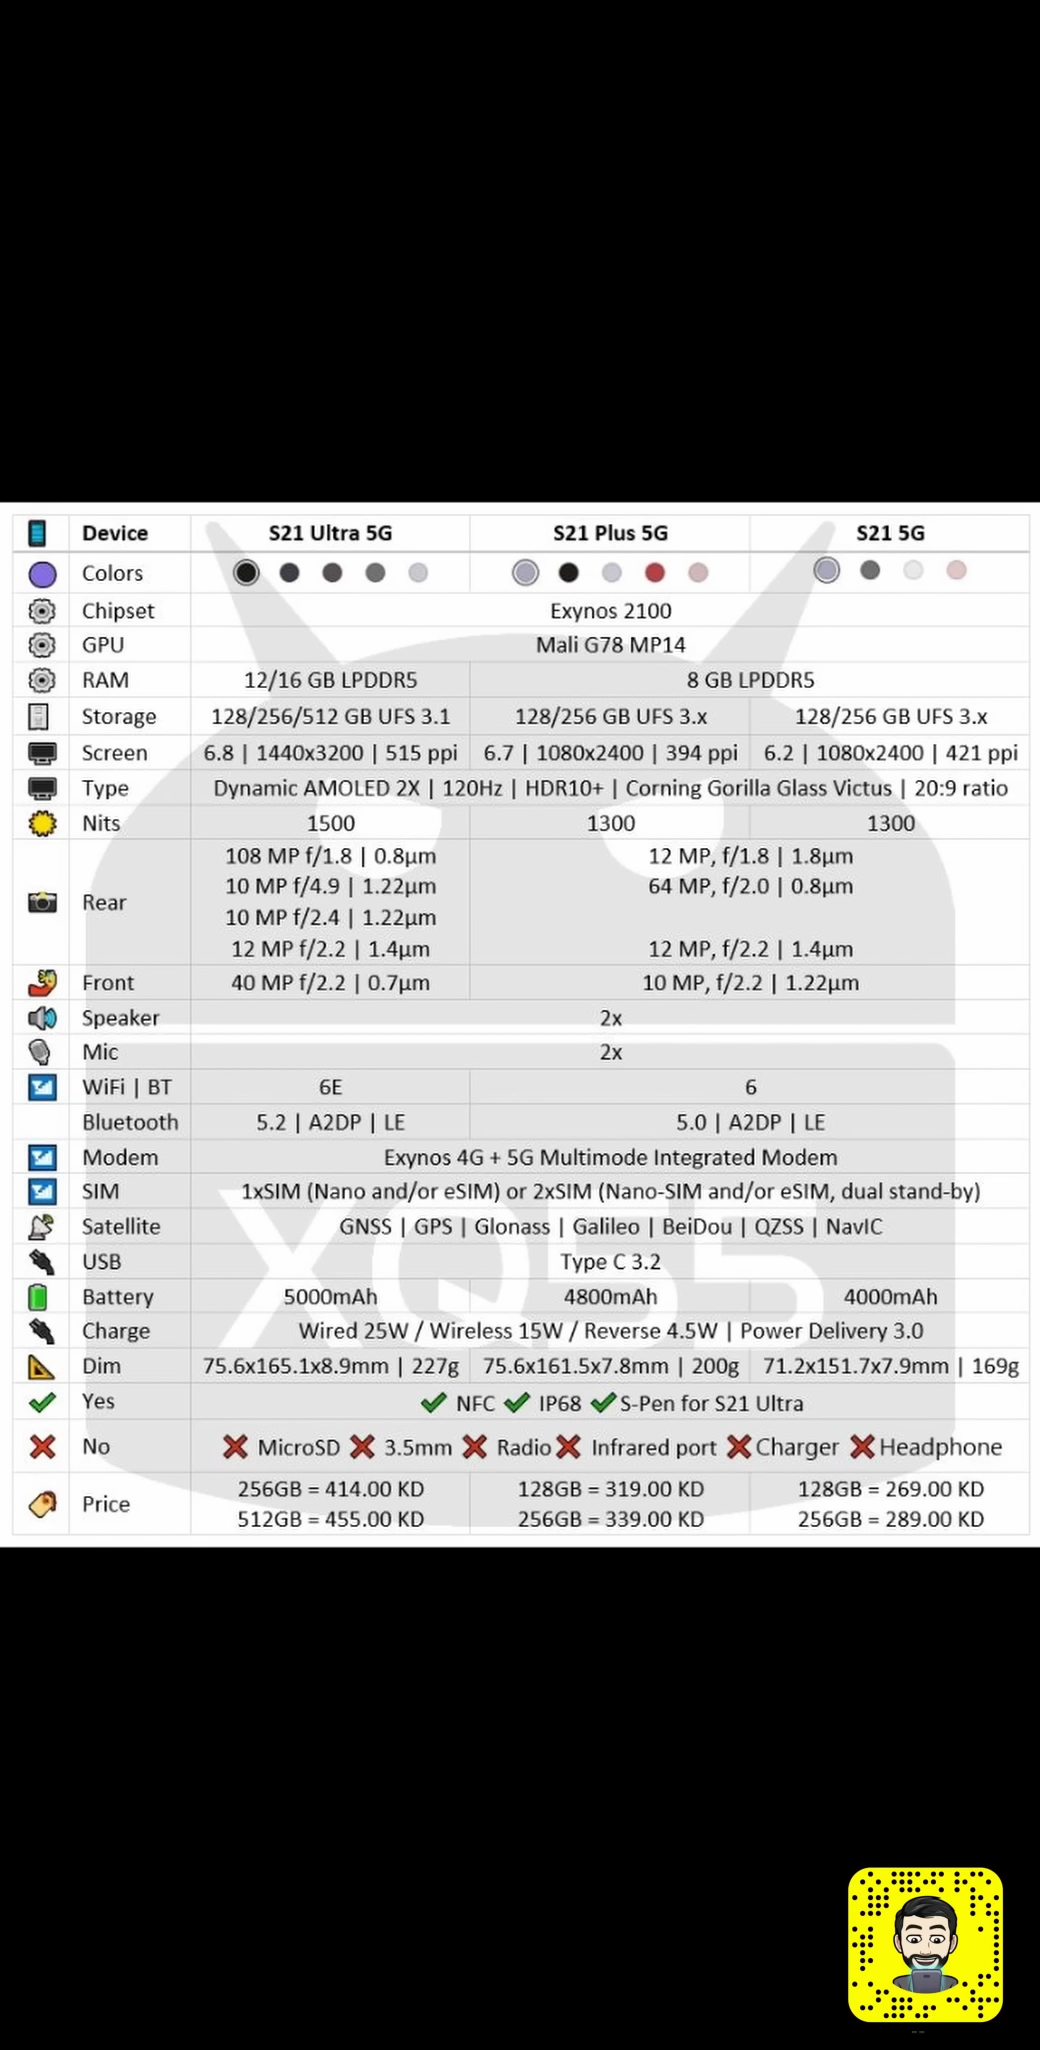 Device S21 Ultra 5G S21 Plus 5G S21 5G
Colors
Chipset Exynos 2100
GPU Mali G78 MP14
RAM 12/16 GB LPDDR5 8 GB LPDDR5
Storage 128/256/512 GB UFS 3.1 128/256 GB UFS 3.x 128/256 GB UFS 3.x
Screen 6.8 | 1440x3200 | 515 ppi 6.7 | 1080x2400 | 394 ppi 6.2 | 1080x2400 | 421 ppi
Type Dynamic AMOLED 2X | 120Hz | HDR10+ | Corning Gorilla Glass Victus | 20:9 ratio
Nits 1500 1300 1300
108 MP f/1.8 | 0.8μm 12 MP, f/1.8 | 1.8μm
10 MP f/4.9 | 1.22μm 64 MP, f/2.0 | 0.8μm
Rear
10 MP f/2.4 | 1.22μm
12 MP f/2.2 | 1.4μm 12 MP, f/2.2 | 1.4μm
Front 40 MP f/2.2 | 0.7μm 10 MP, f/2.2 | 1.22μm
Speaker 2x
Mic 2x
WiFi | BT 6E 6
Bluetooth 5.2 | A2DP | LE 5.0 | A2DP | LE
Modem Exynos 4G + 5G Multimode Integrated Modem
SIM 1xSIM (Nano and/or eSIM) or 2xSIM (Nano-SIM and/or eSIM, dual stand-by)
Satellite GNSS | GPS | Glonass | Galileo | BeiDou | QZSS | NavIC
USB Type C 3.2
XQ55
Battery 5000mAh 4800mAh 4000mAh
Charge Wired 25W / Wireless 15W / Reverse 4.5W | Power Delivery 3.0
Dim 75.6x165.1x8.9mm | 227g 75.6x161.5x7.8mm | 200g 71.2x151.7x7.9mm | 169g
Yes ✔ NFC ✔ IP68 ✔ S-Pen for S21 Ultra
No ✘ MicroSD ✘ 3.5mm ✘ Radio ✘ Infrared port ✘ Charger ✘ Headphone
256GB = 414.00 KD 128GB = 319.00 KD 128GB = 269.00 KD
Price
512GB = 455.00 KD 256GB = 339.00 KD 256GB = 289.00 KD